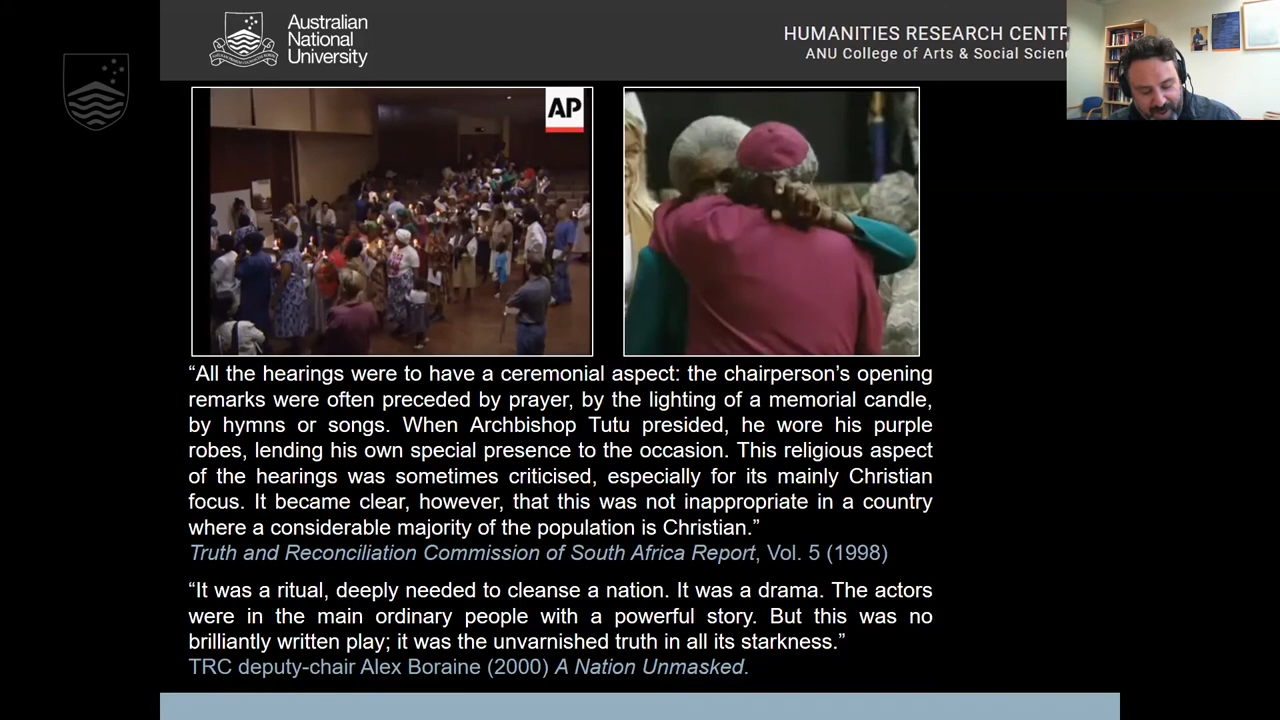 Australian
National
University
HUMANITIES RESEARCH CENTR
ANU College of Arts & Social Scien
AP
“All the hearings were to have a ceremonial aspect: the chairperson’s opening
remarks were often preceded by prayer, by the lighting of a memorial candle,
by hymns or songs. When Archbishop Tutu presided, he wore his purple
robes, lending his own special presence to the occasion. This religious aspect
of the hearings was sometimes criticised, especially for its mainly Christian
focus. It became clear, however, that this was not inappropriate in a country
where a considerable majority of the population is Christian.”
Truth and Reconciliation Commission of South Africa Report, Vol. 5 (1998)
“It was a ritual, deeply needed to cleanse a nation. It was a drama. The actors
were in the main ordinary people with a powerful story. But this was no
brilliantly written play; it was the unvarnished truth in all its starkness.”
TRC deputy-chair Alex Boraine (2000) A Nation Unmasked.